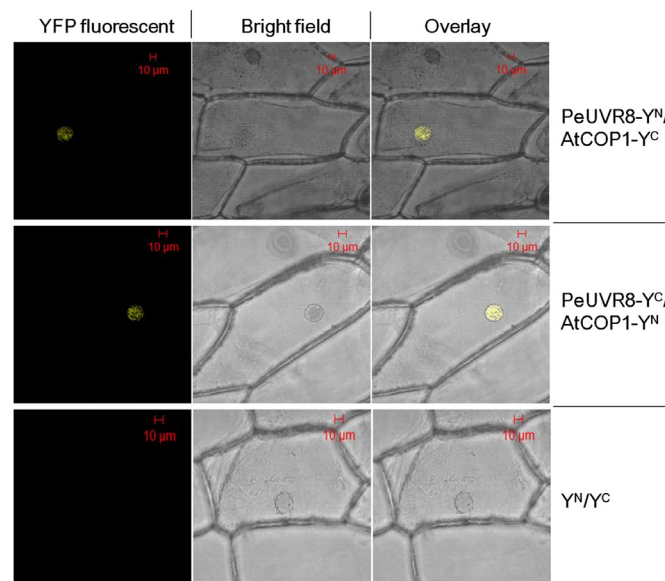 YFP fluorescent Bright field Overlay
10 µm 10 µm 10 µm
PeUVR8-Yᴺ/
AtCOP1-Yᶜ
10 µm 10 µm 10 µm
PeUVR8-Yᶜ/
AtCOP1-Yᴺ
10 µm 10 µm 10 µm
Yᴺ/Yᶜ